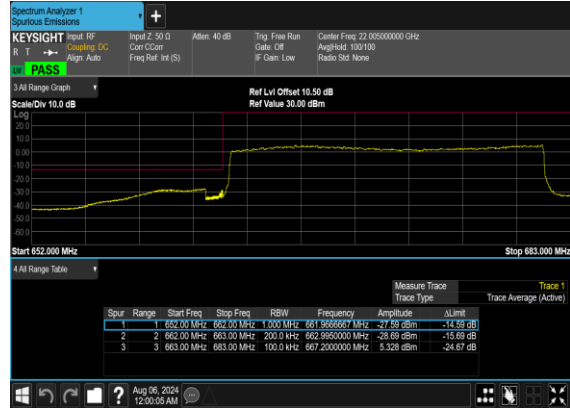 Spectrum Analyzer 1
Spurious Emissions
KEYSIGHT Input: RF Input Z: 50 Ω Atten: 40 dB Trig: Free Run Center Freq: 22.005000000 GHz
R T Coupling: DC Corr CCorr Gate: Off Avg|Hold: 100/100
Align: Auto Freq Ref: Int (S) IF Gain: Low Radio Std: None
PASS
3 All Range Graph
Ref Lvl Offset 10.50 dB
Scale/Div 10.0 dB Ref Value 30.00 dBm
Log
20.0
10.0
0.00
-10.0
-20.0
-30.0
-40.0
-50.0
-60.0
Start 652.000 MHz Stop 683.000 MHz
4 All Range Table
Measure Trace Trace 1
Trace Type Trace Average (Active)
Spur Range Start Freq Stop Freq RBW Frequency Amplitude ΔLimit
1 1 652.00 MHz 662.00 MHz 1.000 MHz 661.9666667 MHz -27.59 dBm -14.59 dB
2 2 662.00 MHz 663.00 MHz 200.0 kHz 662.9950000 MHz -28.69 dBm -15.69 dB
3 3 663.00 MHz 683.00 MHz 100.0 kHz 667.2000000 MHz 5.328 dBm -24.67 dB
Aug 06, 2024
12:00:05 AM